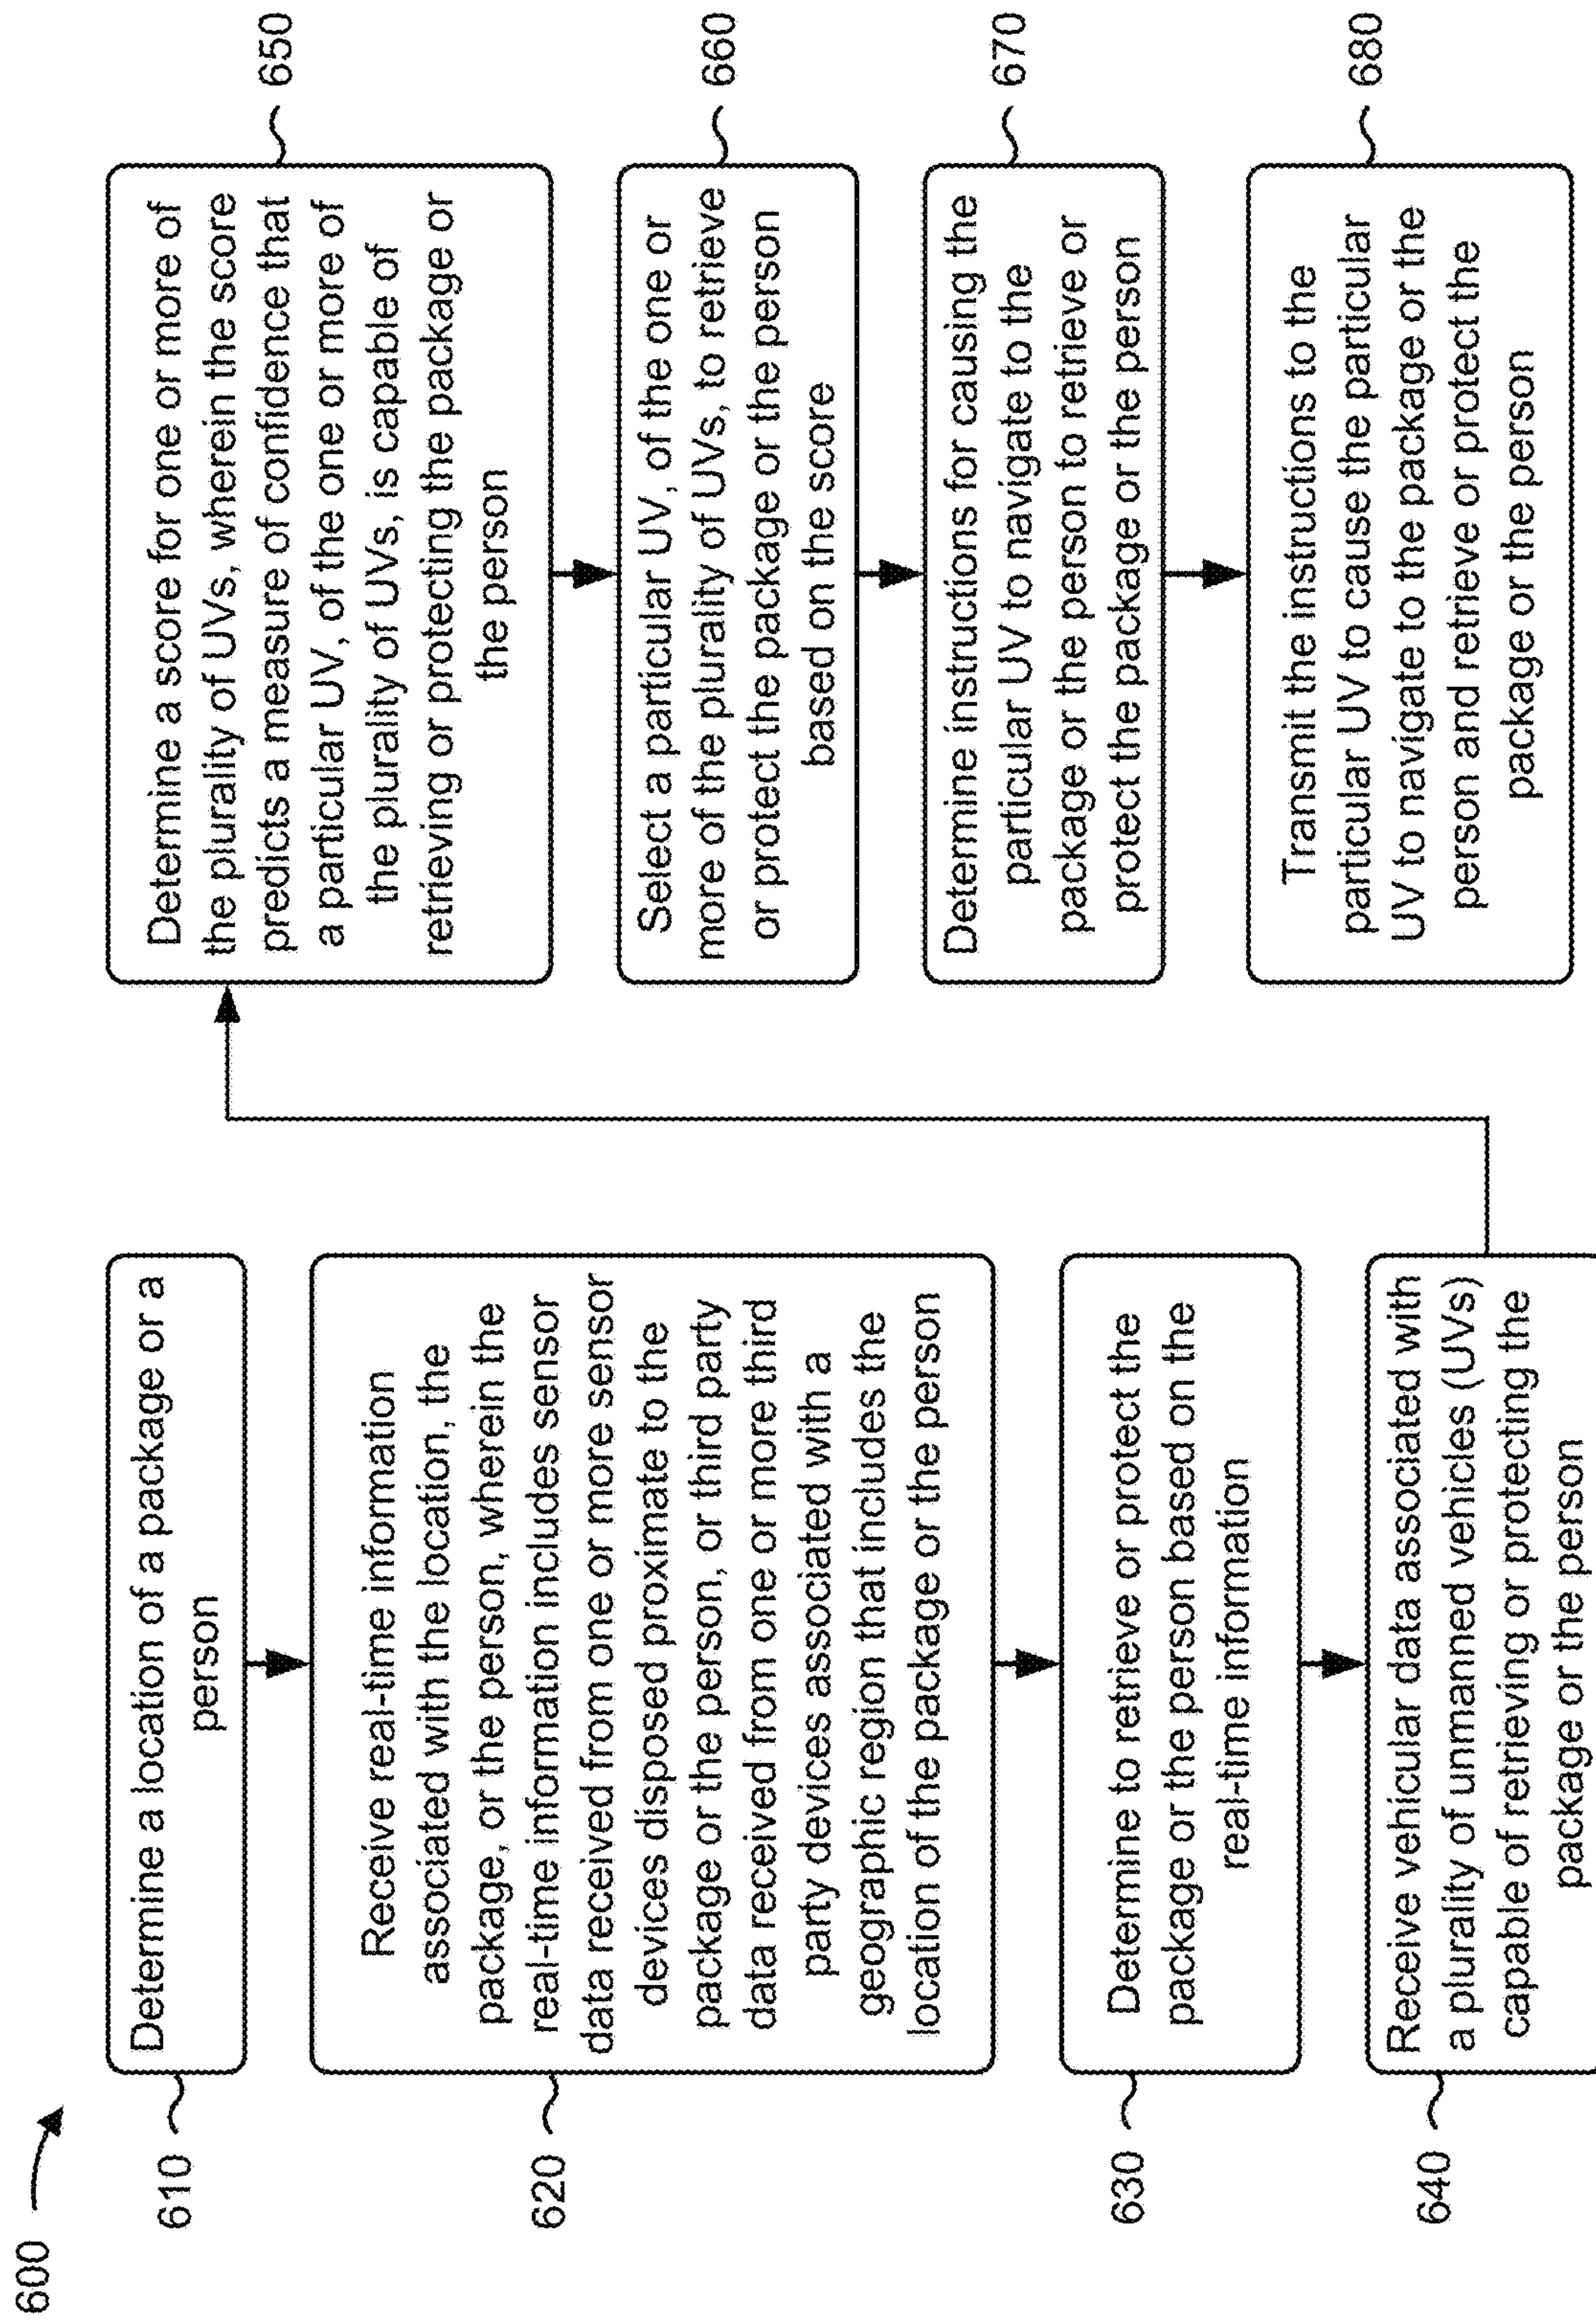 600
610
Determine a location of a package or a
person
620
Receive real-time information
associated with the location, the
package, or the person, wherein the
real-time information includes sensor
data received from one or more sensor
devices disposed proximate to the
package or the person, or third party
data received from one or more third
party devices associated with a
geographic region that includes the
location of the package or the person
630
Determine to retrieve or protect the
package or the person based on the
real-time information
640
Receive vehicular data associated with
a plurality of unmanned vehicles (UVs)
capable of retrieving or protecting the
package or the person
650
Determine a score for one or more of
the plurality of UVs, wherein the score
predicts a measure of confidence that
a particular UV, of the one or more of
the plurality of UVs, is capable of
retrieving or protecting the package or
the person
660
Select a particular UV, of the one or
more of the plurality of UVs, to retrieve
or protect the package or the person
based on the score
670
Determine instructions for causing the
particular UV to navigate to the
package or the person to retrieve or
protect the package or the person
680
Transmit the instructions to the
particular UV to cause the particular
UV to navigate to the package or the
person and retrieve or protect the
package or the person